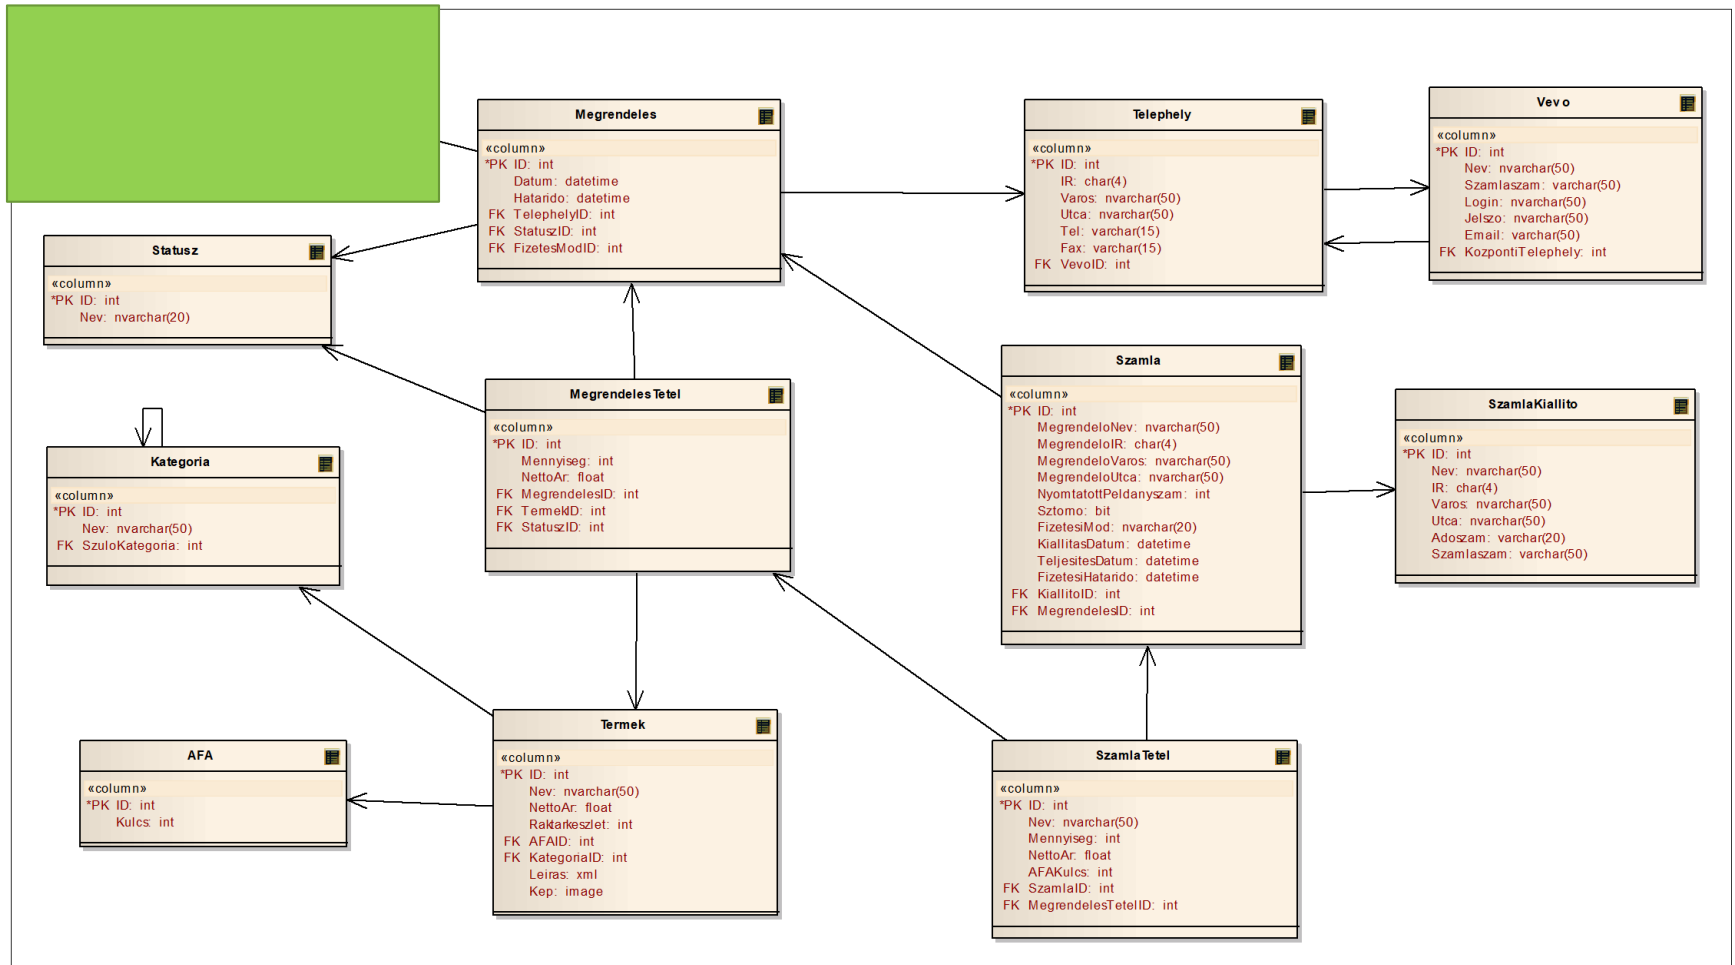 Megrendeles
«column»
*PK ID: int
Datum: datetime
Hatarido: datetime
FK TelephelyID: int
FK StatuszID: int
FK FizetesModID: int
Telephely
«column»
*PK ID: int
IR: char(4)
Varos: nvarchar(50)
Utca: nvarchar(50)
Tel: varchar(15)
Fax: varchar(15)
FK VevoID: int
Vevo
«column»
*PK ID: int
Nev: nvarchar(50)
Szamlaszam: varchar(50)
Login: nvarchar(50)
Jelszo: nvarchar(50)
Email: varchar(50)
FK KozpontiTelephely: int
Statusz
«column»
*PK ID: int
Nev: nvarchar(20)
MegrendelesTetel
«column»
*PK ID: int
Mennyiseg: int
NettoAr: float
FK MegrendelesID: int
FK TermekID: int
FK StatuszID: int
Szamla
«column»
*PK ID: int
MegrendeloNev: nvarchar(50)
MegrendeloIR: char(4)
MegrendeloVaros: nvarchar(50)
MegrendeloUtca: nvarchar(50)
NyomtatottPeldanyszam: int
Sztorno: bit
FizetesiMod: nvarchar(20)
KiallitasDatum: datetime
TeljesitesDatum: datetime
FizetesiHatarido: datetime
FK KiallitoID: int
FK MegrendelesID: int
SzamlaKiallito
«column»
*PK ID: int
Nev: nvarchar(50)
IR: char(4)
Varos: nvarchar(50)
Utca: nvarchar(50)
Adoszam: varchar(20)
Szamlaszam: varchar(50)
Kategoria
«column»
*PK ID: int
Nev: nvarchar(50)
FK SzuloKategoria: int
AFA
«column»
*PK ID: int
Kulcs: int
Termek
«column»
*PK ID: int
Nev: nvarchar(50)
NettoAr: float
Raktarkeszlet: int
FK AFAID: int
FK KategoriaID: int
Leiras: xml
Kep: image
SzamlaTetel
«column»
*PK ID: int
Nev: nvarchar(50)
Mennyiseg: int
NettoAr: float
AFAKulcs: int
FK SzamlaID: int
FK MegrendelesTetelID: int